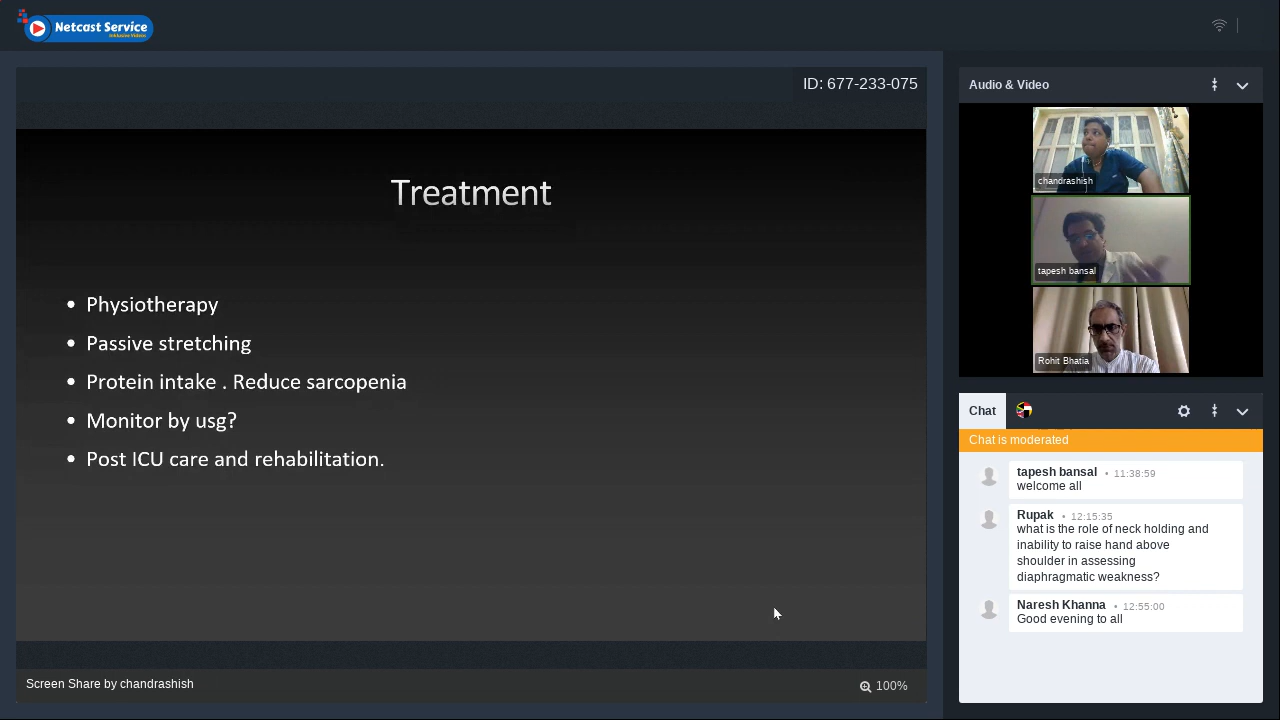 Netcast Service
Inklusive Videos
ID: 677-233-075
Treatment
• Physiotherapy
• Passive stretching
• Protein intake . Reduce sarcopenia
• Monitor by usg?
• Post ICU care and rehabilitation.
Screen Share by chandrashish
100%
Audio & Video
chandrashish
tapesh bansal
Rohit Bhatia
Chat
Chat is moderated
tapesh bansal • 11:38:59
welcome all
Rupak • 12:15:35
what is the role of neck holding and
inability to raise hand above
shoulder in assessing
diaphragmatic weakness?
Naresh Khanna • 12:55:00
Good evening to all